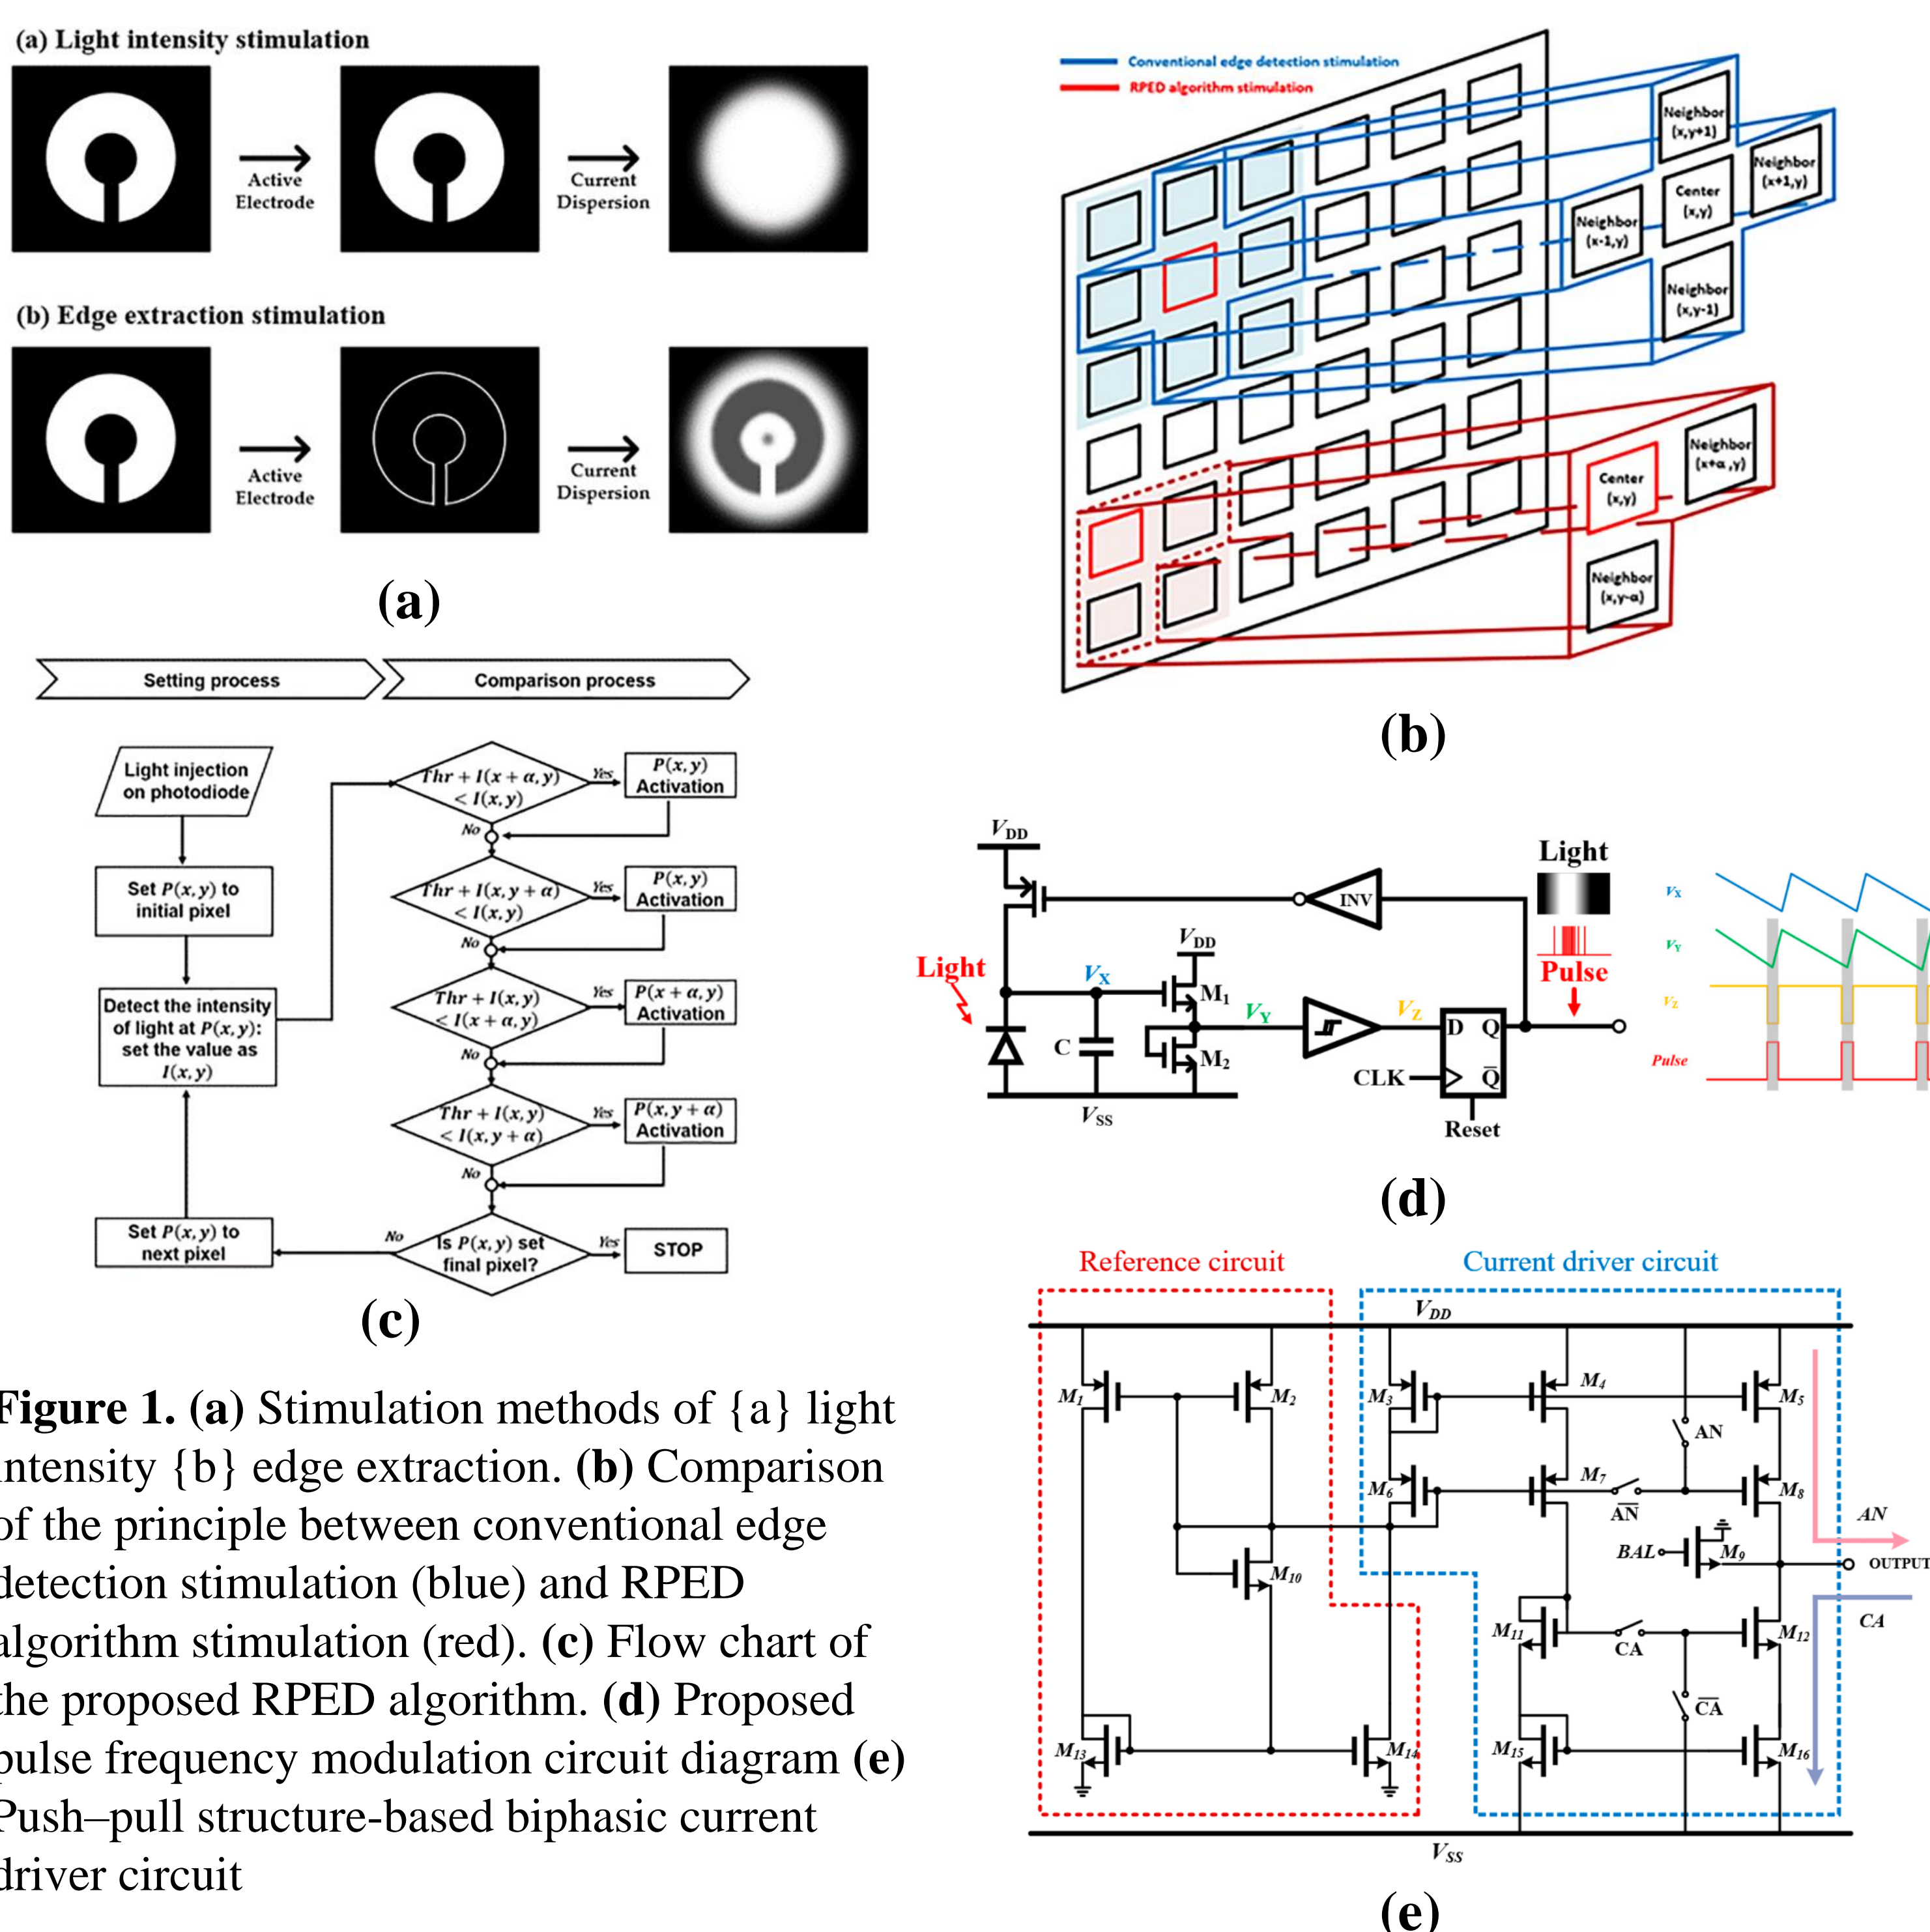 (a) Light intensity stimulation
Active
Electrode
Current
Dispersion
(b) Edge extraction stimulation
Active
Electrode
Current
Dispersion
(a)
Conventional edge detection stimulation
RPED algorithm stimulation
Neighbor
(x,y+1)
Neighbor
(x+1,y)
Center
(x,y)
Neighbor
(x-1,y)
Neighbor
(x,y-1)
Neighbor
(x+α,y)
Center
(x,y)
Neighbor
(x,y-α)
(b)
Setting process
Comparison process
Light injection
on photodiode
Set P(x, y) to
initial pixel
Detect the intensity
of light at P(x, y):
set the value as
I(x, y)
Set P(x, y) to
next pixel
Thr + I(x + α, y)
< I(x, y)
Yes
P(x, y)
Activation
No
Thr + I(x, y + α)
< I(x, y)
Yes
P(x, y)
Activation
No
Thr + I(x, y)
< I(x + α, y)
Yes
P(x + α, y)
Activation
No
Thr + I(x, y)
< I(x, y + α)
Yes
P(x, y + α)
Activation
No
Is P(x, y) set
final pixel?
No
Yes
STOP
(c)
VDD
INV
Light
Light
VX
VDD
M1
M2
C
VSS
VY
VZ
D Q
Q̅
CLK
Reset
Pulse
VX
VY
VZ
Pulse
(d)
Reference circuit
Current driver circuit
VDD
M1
M2
M3
M4
M5
AN
M6
M7
A̅N̅
M8
BAL
M9
AN
OUTPUT
M10
M11
CA
M12
CA
C̅A̅
M13
M14
M15
M16
VSS
(e)
Figure 1. (a) Stimulation methods of {a} light
intensity {b} edge extraction. (b) Comparison
of the principle between conventional edge
detection stimulation (blue) and RPED
algorithm stimulation (red). (c) Flow chart of
the proposed RPED algorithm. (d) Proposed
pulse frequency modulation circuit diagram (e)
Push–pull structure-based biphasic current
driver circuit